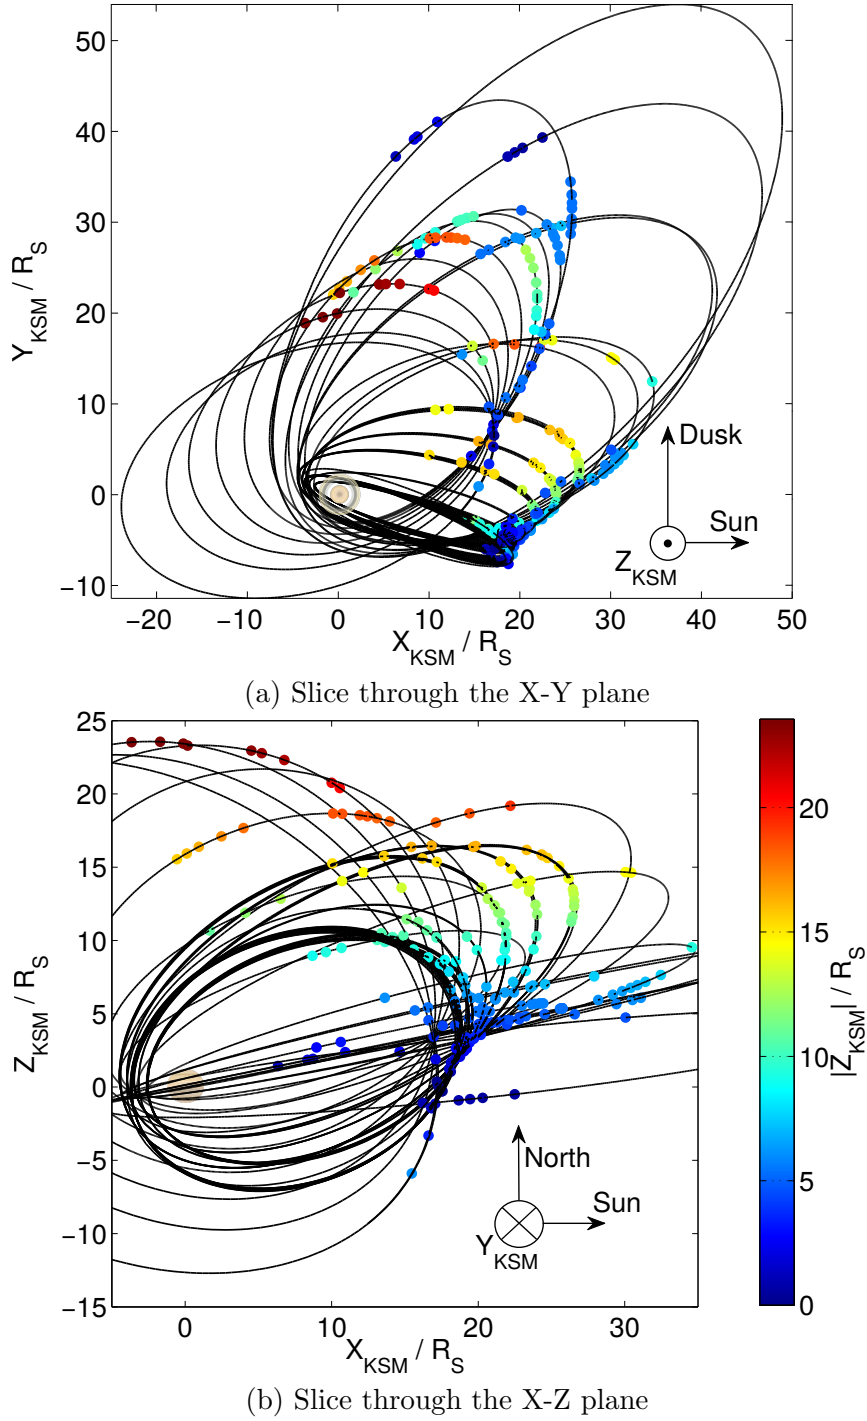 50
40
30
20
10
0
−10
Y_KSM / R_S
−20 −10 0 10 20 30 40 50
X_KSM / R_S
Dusk
Sun
Z_KSM
(a) Slice through the X-Y plane
25
20
15
10
5
0
−5
−10
−15
Z_KSM / R_S
0 10 20 30
X_KSM / R_S
North
Sun
Y_KSM
20
15
10
5
0
|Z_KSM| / R_S
(b) Slice through the X-Z plane